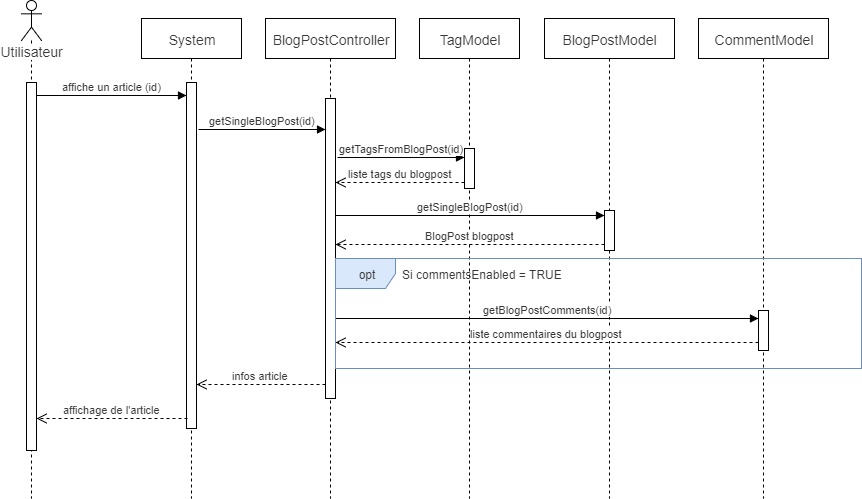 Utilisateur
System
BlogPostController
TagModel
BlogPostModel
CommentModel
affiche un article (id)
getSingleBlogPost(id)
getTagsFromBlogPost(id)
liste tags du blogpost
getSingleBlogPost(id)
BlogPost blogpost
opt
Si commentsEnabled = TRUE
getBlogPostComments(id)
liste commentaires du blogpost
infos article
affichage de l'article